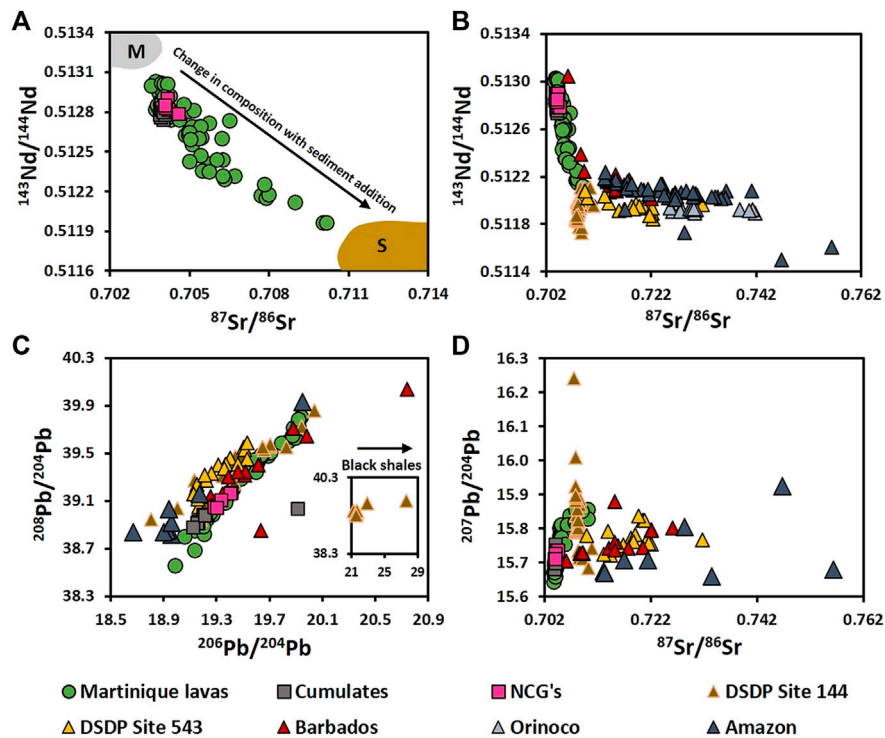 A
B
0.5134
0.5131
0.5128
0.5125
0.5122
0.5119
0.5116
¹⁴³Nd/¹⁴⁴Nd
M
Change in composition with sediment addition
S
0.702 0.705 0.708 0.711 0.714
⁸⁷Sr/⁸⁶Sr
0.5134
0.5130
0.5126
0.5122
0.5118
0.5114
¹⁴³Nd/¹⁴⁴Nd
0.702 0.722 0.742 0.762
⁸⁷Sr/⁸⁶Sr
C
D
40.3
39.9
39.5
39.1
38.7
38.3
²⁰⁸Pb/²⁰⁴Pb
Black shales
40.3
38.3
21 25 29
18.5 18.9 19.3 19.7 20.1 20.5 20.9
²⁰⁶Pb/²⁰⁴Pb
16.3
16.2
16.0
15.9
15.8
15.7
15.6
²⁰⁷Pb/²⁰⁴Pb
0.702 0.722 0.742 0.762
⁸⁷Sr/⁸⁶Sr
Martinique lavas Cumulates NCG's DSDP Site 144
DSDP Site 543 Barbados Orinoco Amazon